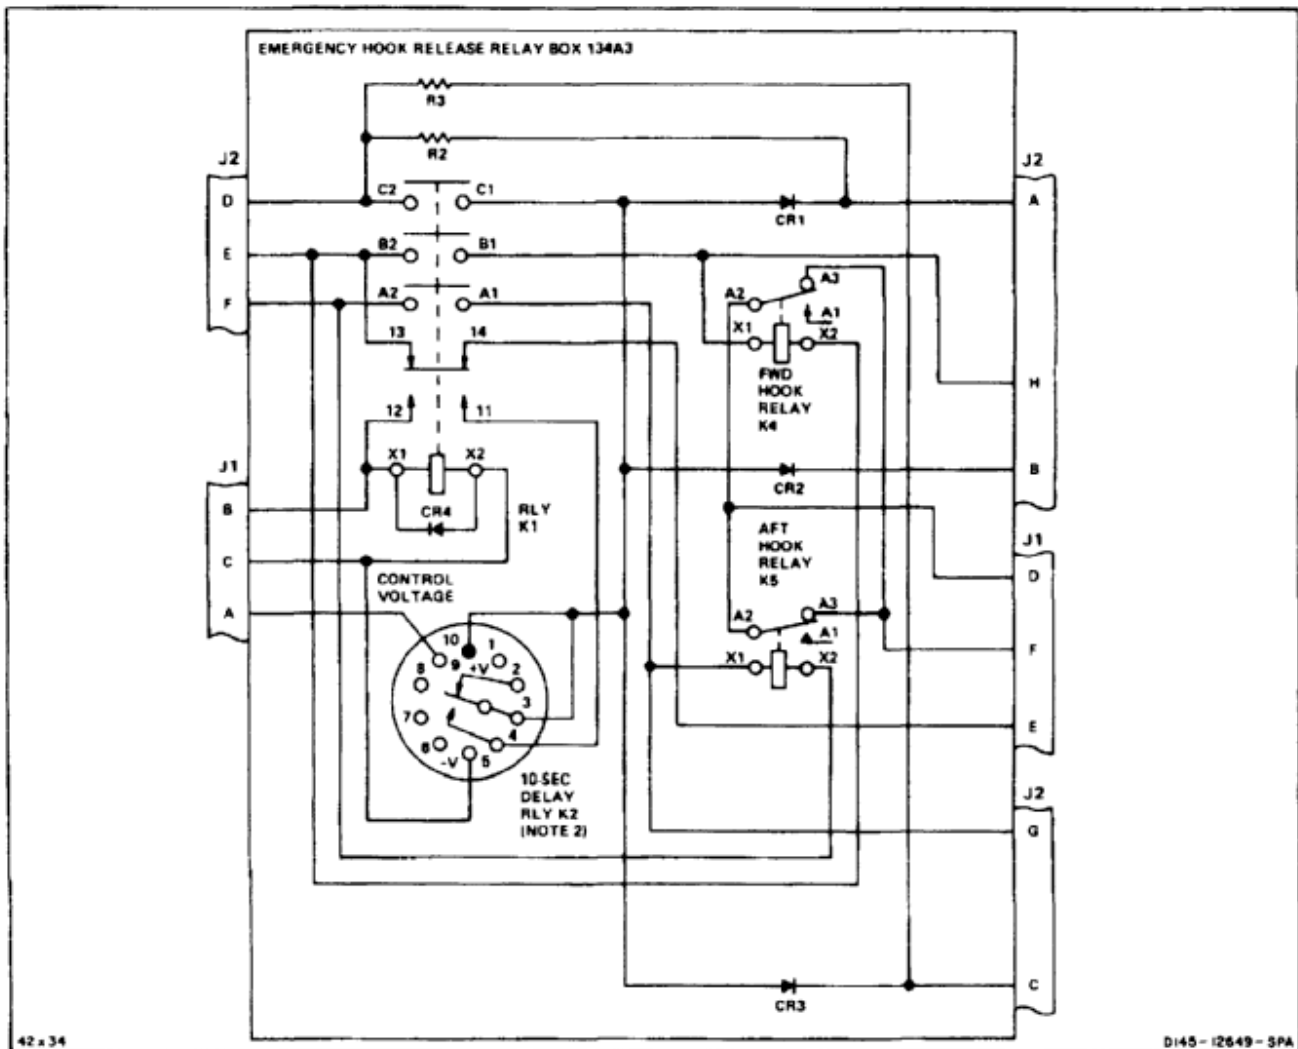 EMERGENCY HOOK RELEASE RELAY BOX 134A3
R3
R2
J2
J2
D
C2
C1
CR1
A
E
B2
B1
F
A2
A1
A3
A2
A1
X1
X2
13
14
FWD
HOOK
RELAY
K4
H
12
11
J1
X1
X2
CR2
B
B
CR4
RLY
K1
AFT
HOOK
RELAY
K5
J1
C
D
CONTROL
VOLTAGE
A
A3
A2
A1
F
10
1
9
+V
2
8
X1
X2
3
7
4
E
6
-V
5
10-SEC
DELAY
RLY K2
(NOTE 2)
J2
G
C
CR3
42 x 34
D145-12649-SPA